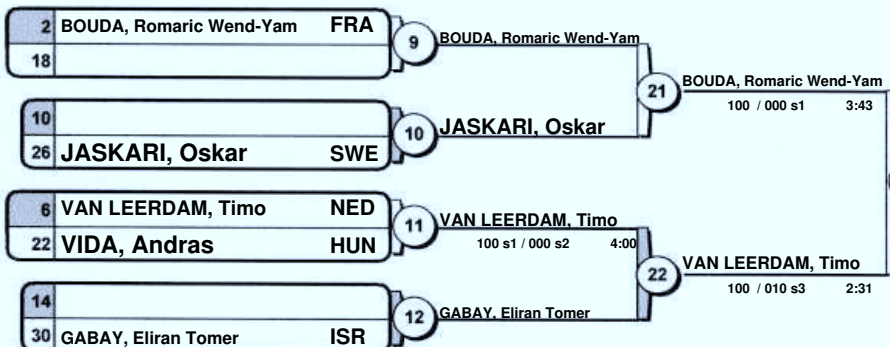 2 BOUDA, Romaric Wend-Yam FRA
18
9
BOUDA, Romaric Wend-Yam
10
26 JASKARI, Oskar SWE
10
JASKARI, Oskar
21
BOUDA, Romaric Wend-Yam
100 / 000 s1 3:43
6 VAN LEERDAM, Timo NED
22 VIDA, Andras HUN
11
VAN LEERDAM, Timo
100 s1 / 000 s2 4:00
14
30 GABAY, Eliran Tomer ISR
12
GABAY, Eliran Tomer
22
VAN LEERDAM, Timo
100 / 010 s3 2:31